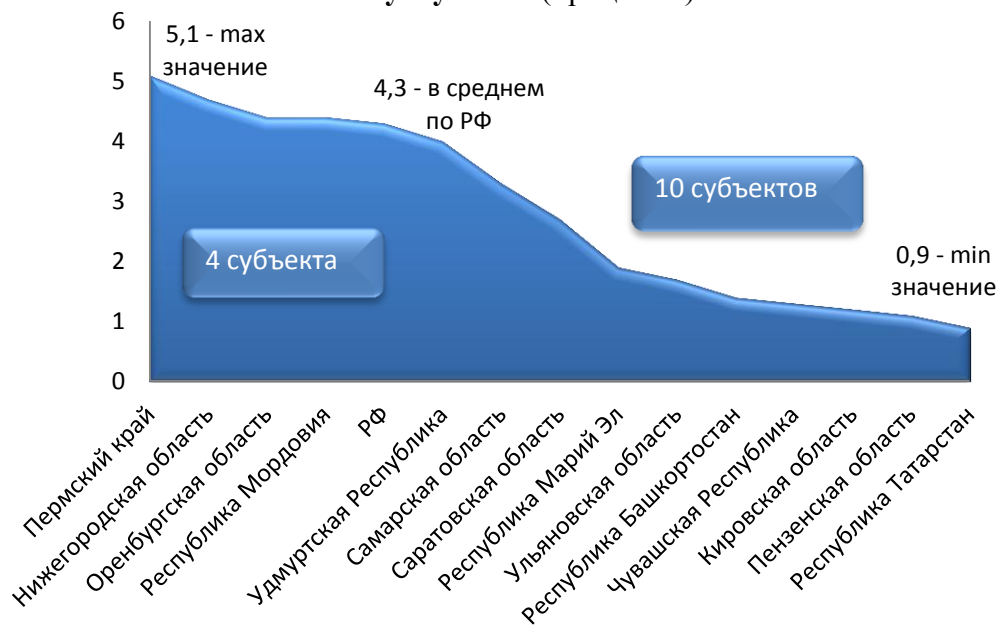 6
5
4
3
2
1
0
5,1 - max
значение
4,3 - в среднем
по РФ
10 субъектов
4 субъекта
0,9 - min
значение
Пермский край
Нижегородская область
Оренбургская область
Республика Мордовия
РФ
Удмуртская Республика
Самарская область
Саратовская область
Республика Марий Эл
Ульяновская область
Республика Башкортостан
Чувашская Республика
Кировская область
Пензенская область
Республика Татарстан